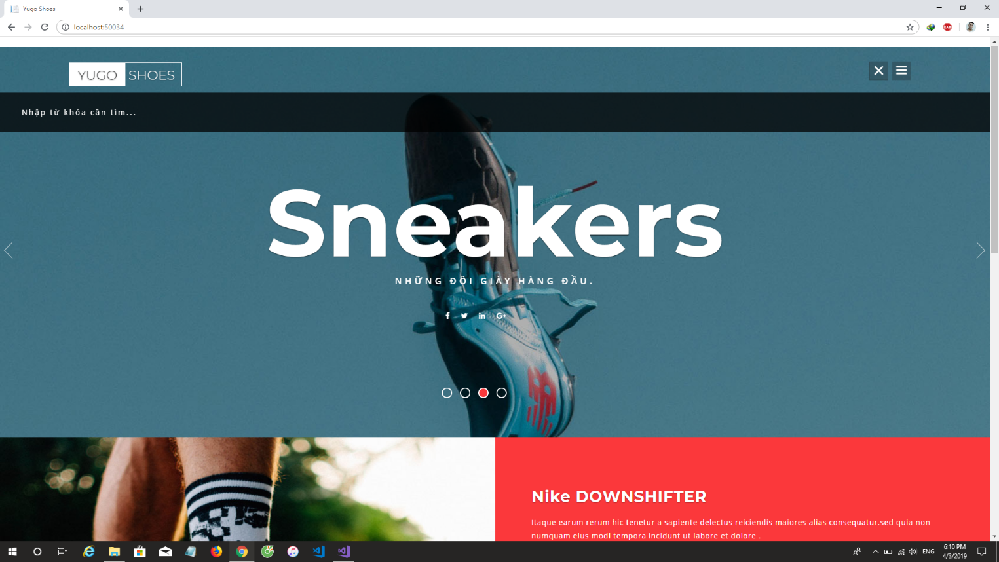 Yugo Shoes
localhost:50034
YUGO SHOES
Nhập từ khóa cần tìm...
Sneakers
NHỮNG ĐÔI GIÀY HÀNG ĐẦU.
Nike DOWNSHIFTER
Itaque earum rerum hic tenetur a sapiente delectus reiciendis maiores alias consequatur.sed quia non
numquam eius modi tempora incidunt ut labore et dolore .
ENG
6:10 PM
4/3/2019